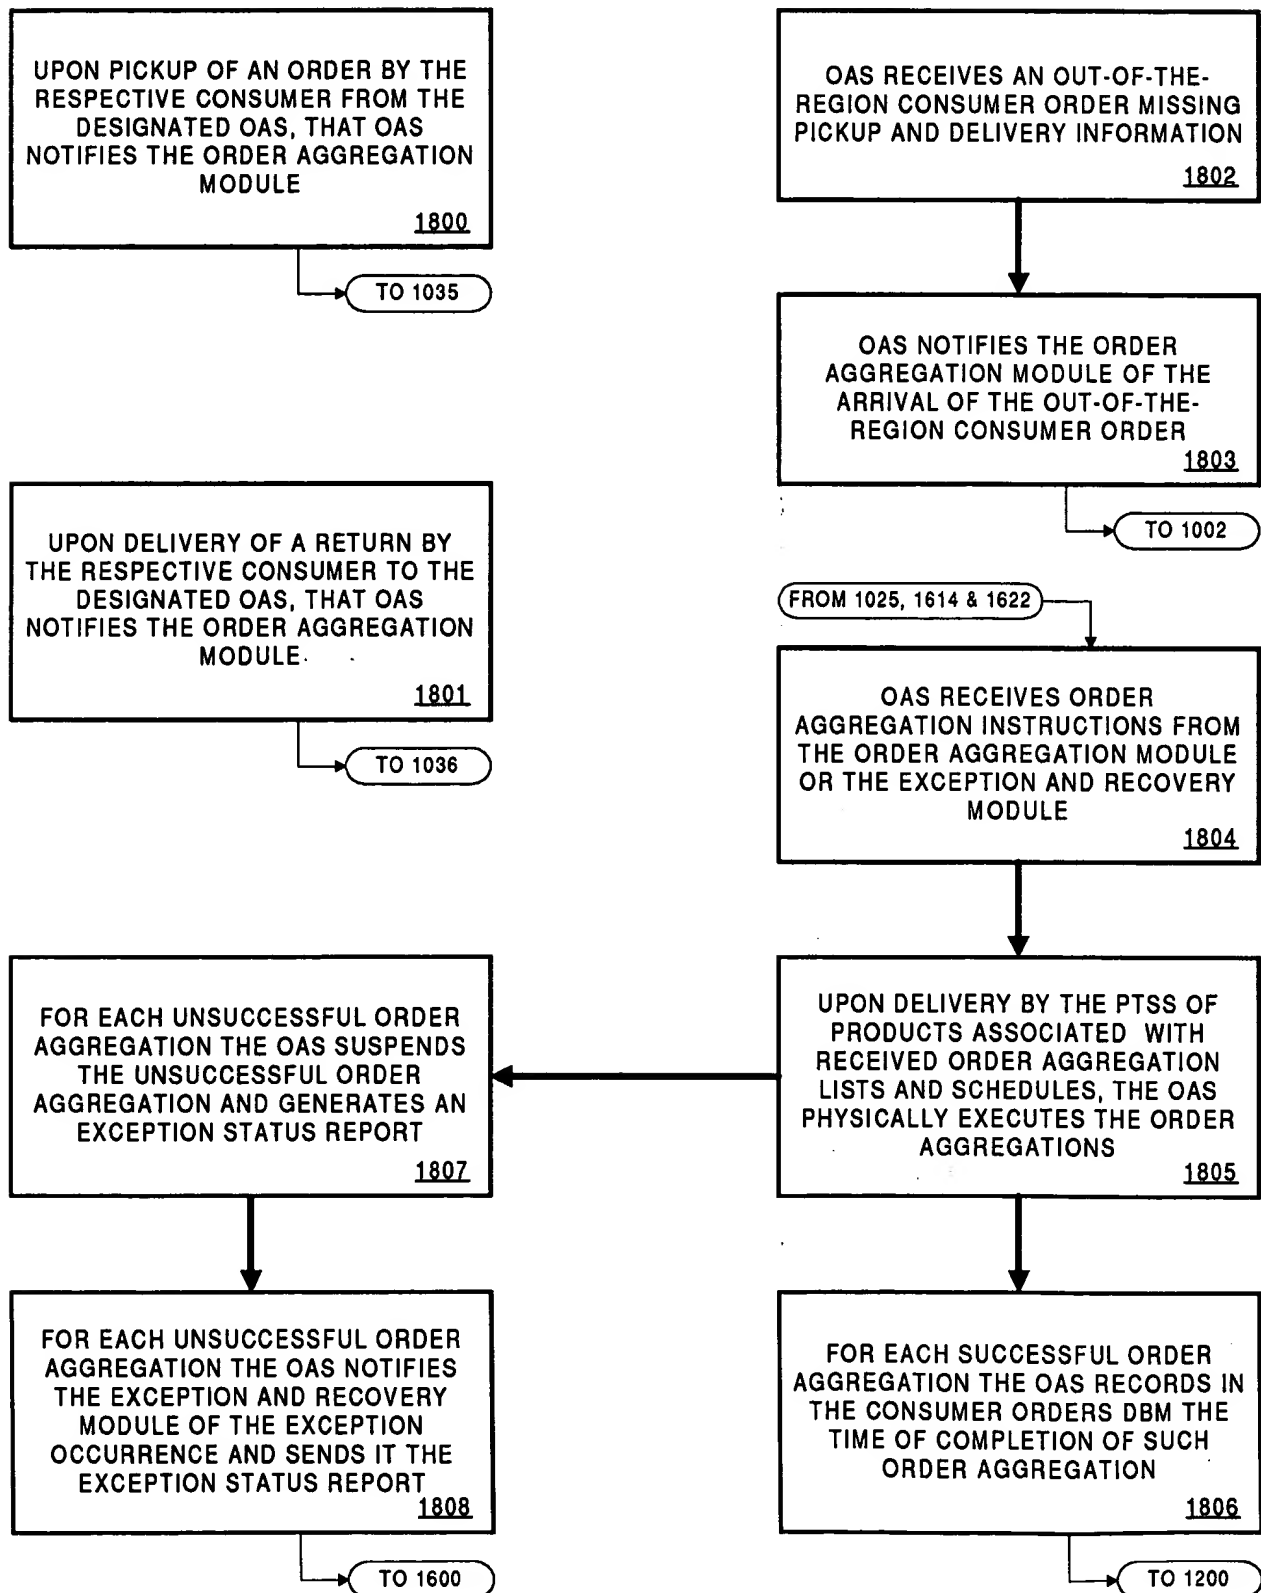 UPON PICKUP OF AN ORDER BY THE
RESPECTIVE CONSUMER FROM THE
DESIGNATED OAS, THAT OAS
NOTIFIES THE ORDER AGGREGATION
MODULE
1800
TO 1035
UPON DELIVERY OF A RETURN BY
THE RESPECTIVE CONSUMER TO THE
DESIGNATED OAS, THAT OAS
NOTIFIES THE ORDER AGGREGATION
MODULE
1801
TO 1036
OAS RECEIVES AN OUT-OF-THE-
REGION CONSUMER ORDER MISSING
PICKUP AND DELIVERY INFORMATION
1802
OAS NOTIFIES THE ORDER
AGGREGATION MODULE OF THE
ARRIVAL OF THE OUT-OF-THE-
REGION CONSUMER ORDER
1803
TO 1002
FROM 1025, 1614 & 1622
OAS RECEIVES ORDER
AGGREGATION INSTRUCTIONS FROM
THE ORDER AGGREGATION MODULE
OR THE EXCEPTION AND RECOVERY
MODULE
1804
UPON DELIVERY BY THE PTSS OF
PRODUCTS ASSOCIATED WITH
RECEIVED ORDER AGGREGATION
LISTS AND SCHEDULES, THE OAS
PHYSICALLY EXECUTES THE ORDER
AGGREGATIONS
1805
FOR EACH SUCCESSFUL ORDER
AGGREGATION THE OAS RECORDS IN
THE CONSUMER ORDERS DBM THE
TIME OF COMPLETION OF SUCH
ORDER AGGREGATION
1806
TO 1200
FOR EACH UNSUCCESSFUL ORDER
AGGREGATION THE OAS SUSPENDS
THE UNSUCCESSFUL ORDER
AGGREGATION AND GENERATES AN
EXCEPTION STATUS REPORT
1807
FOR EACH UNSUCCESSFUL ORDER
AGGREGATION THE OAS NOTIFIES
THE EXCEPTION AND RECOVERY
MODULE OF THE EXCEPTION
OCCURRENCE AND SENDS IT THE
EXCEPTION STATUS REPORT
1808
TO 1600